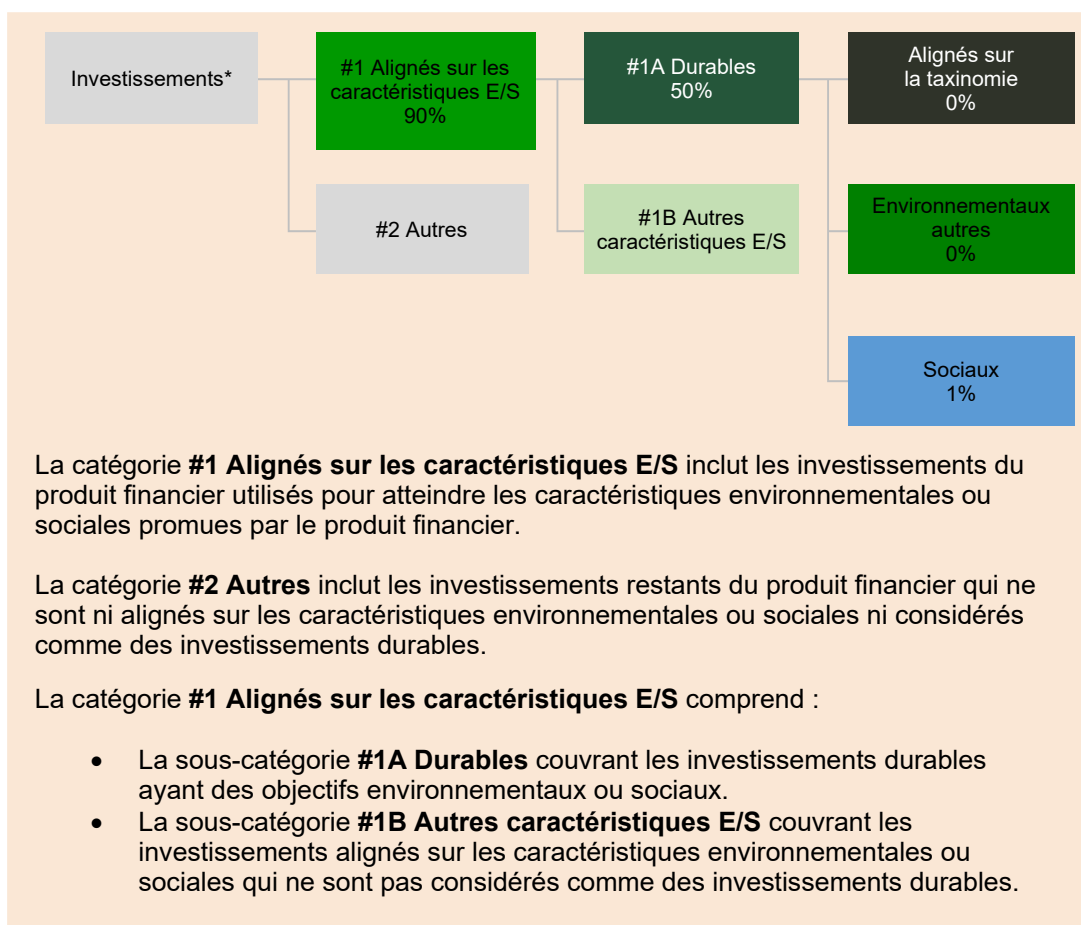 Investissements*
#1 Alignés sur les
caractéristiques E/S
90%
#1A Durables
50%
Alignés sur
la taxinomie
0%
#2 Autres
#1B Autres
caractéristiques E/S
Environnementaux
autres
0%
Sociaux
1%
La catégorie #1 Alignés sur les caractéristiques E/S inclut les investissements du
produit financier utilisés pour atteindre les caractéristiques environnementales ou
sociales promues par le produit financier.
La catégorie #2 Autres inclut les investissements restants du produit financier qui ne
sont ni alignés sur les caractéristiques environnementales ou sociales ni considérés
comme des investissements durables.
La catégorie #1 Alignés sur les caractéristiques E/S comprend :
• La sous-catégorie #1A Durables couvrant les investissements durables
ayant des objectifs environnementaux ou sociaux.
• La sous-catégorie #1B Autres caractéristiques E/S couvrant les
investissements alignés sur les caractéristiques environnementales ou
sociales qui ne sont pas considérés comme des investissements durables.